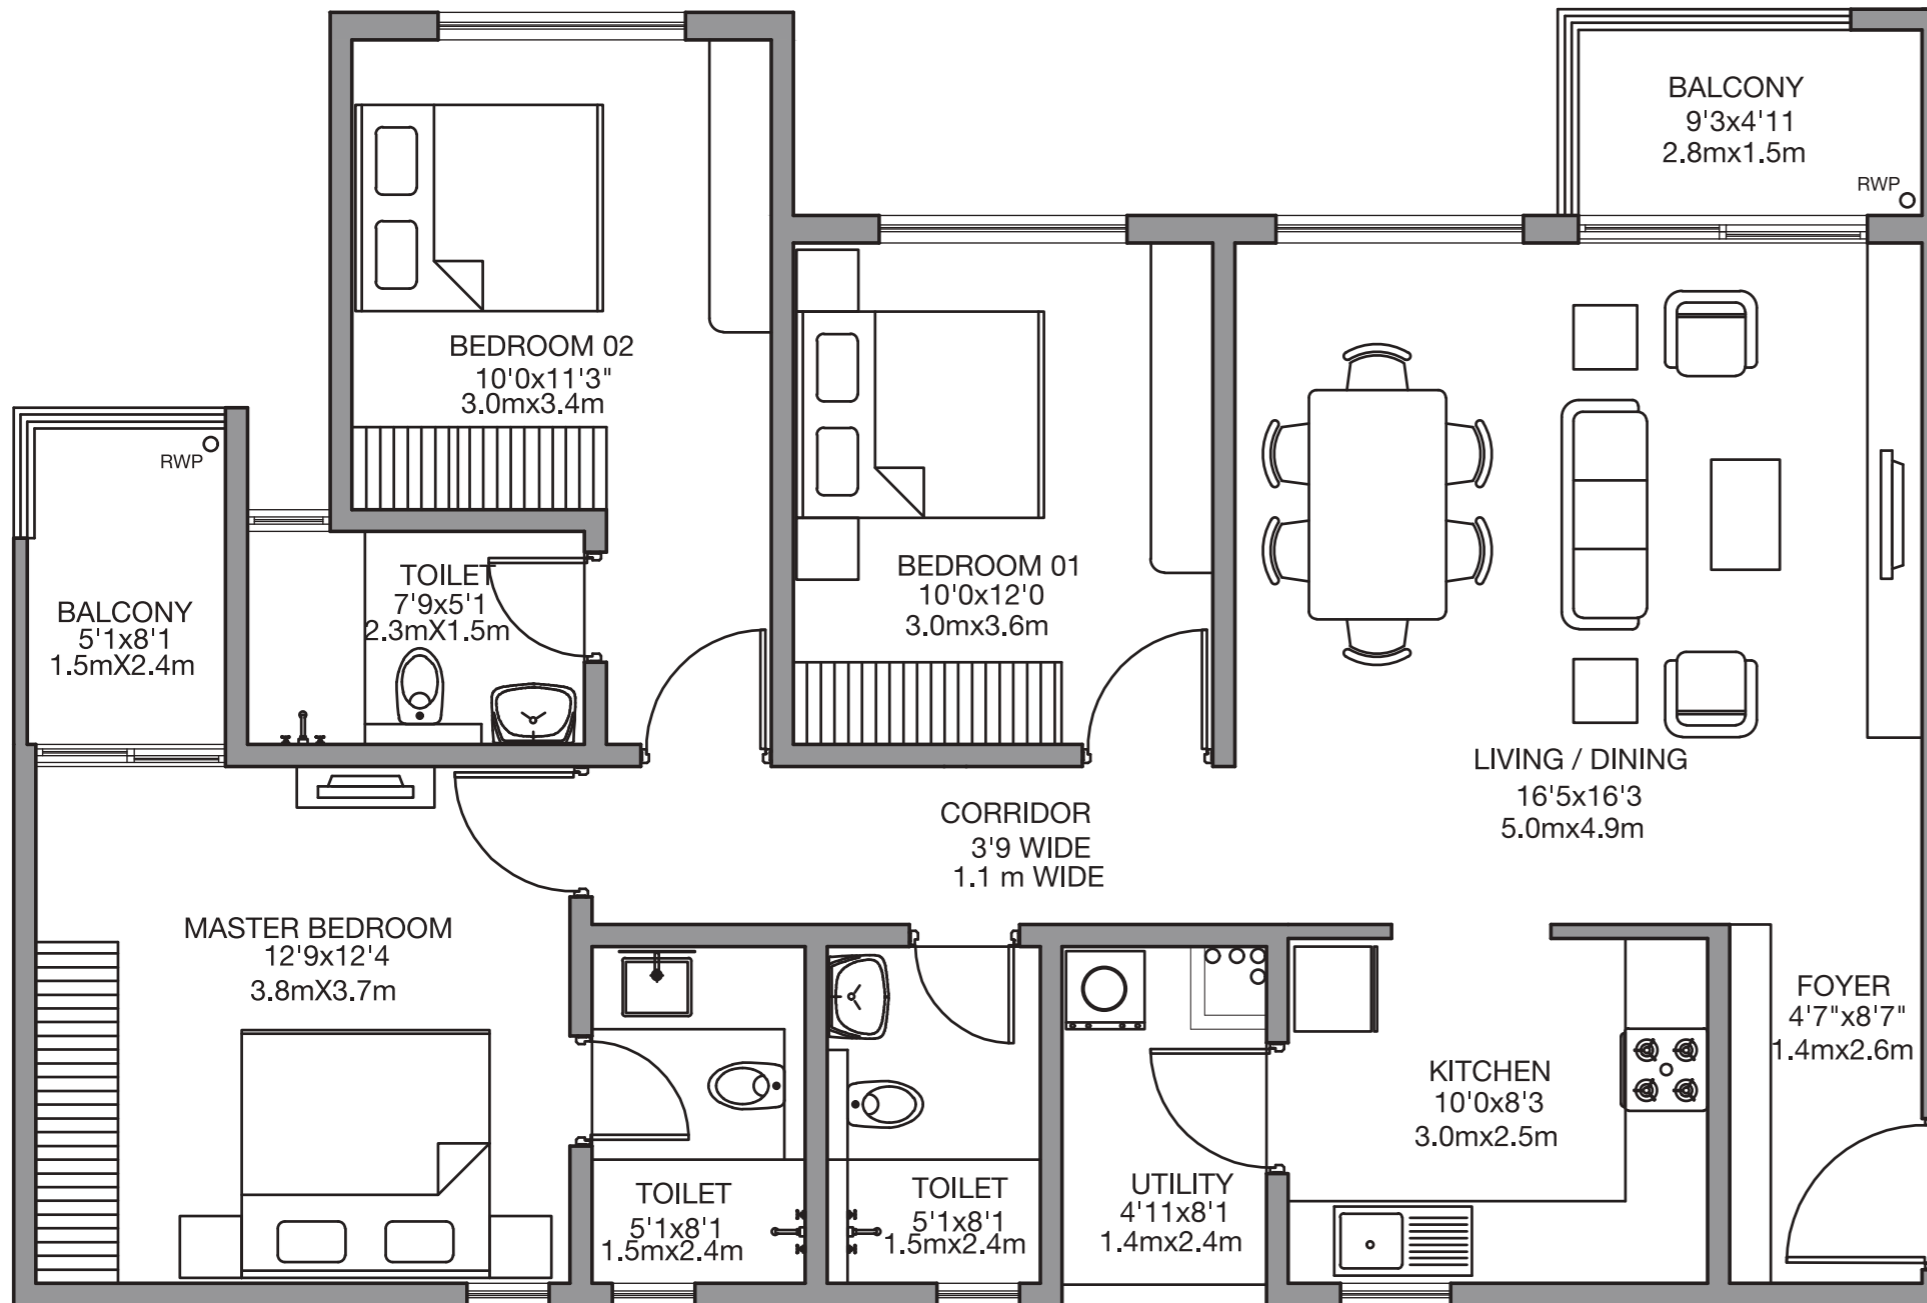 BALCONY
9'3x4'11
2.8mx1.5m
RWP
BEDROOM 02
10'0x11'3"
3.0mx3.4m
RWP
BALCONY
5'1x8'1
1.5mX2.4m
TOILET
7'9x5'1
2.3mX1.5m
BEDROOM 01
10'0x12'0
3.0mx3.6m
LIVING / DINING
16'5x16'3
5.0mx4.9m
CORRIDOR
3'9 WIDE
1.1 m WIDE
MASTER BEDROOM
12'9x12'4
3.8mX3.7m
FOYER
4'7"x8'7"
1.4mx2.6m
KITCHEN
10'0x8'3
3.0mx2.5m
TOILET
5'1x8'1
1.5mx2.4m
TOILET
5'1x8'1
1.5mx2.4m
UTILITY
4'11x8'1
1.4mx2.4m